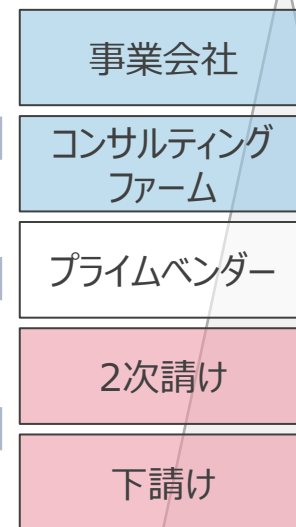 事業会社
コンサルティング
ファーム
プライムベンダー
2次請け
下請け